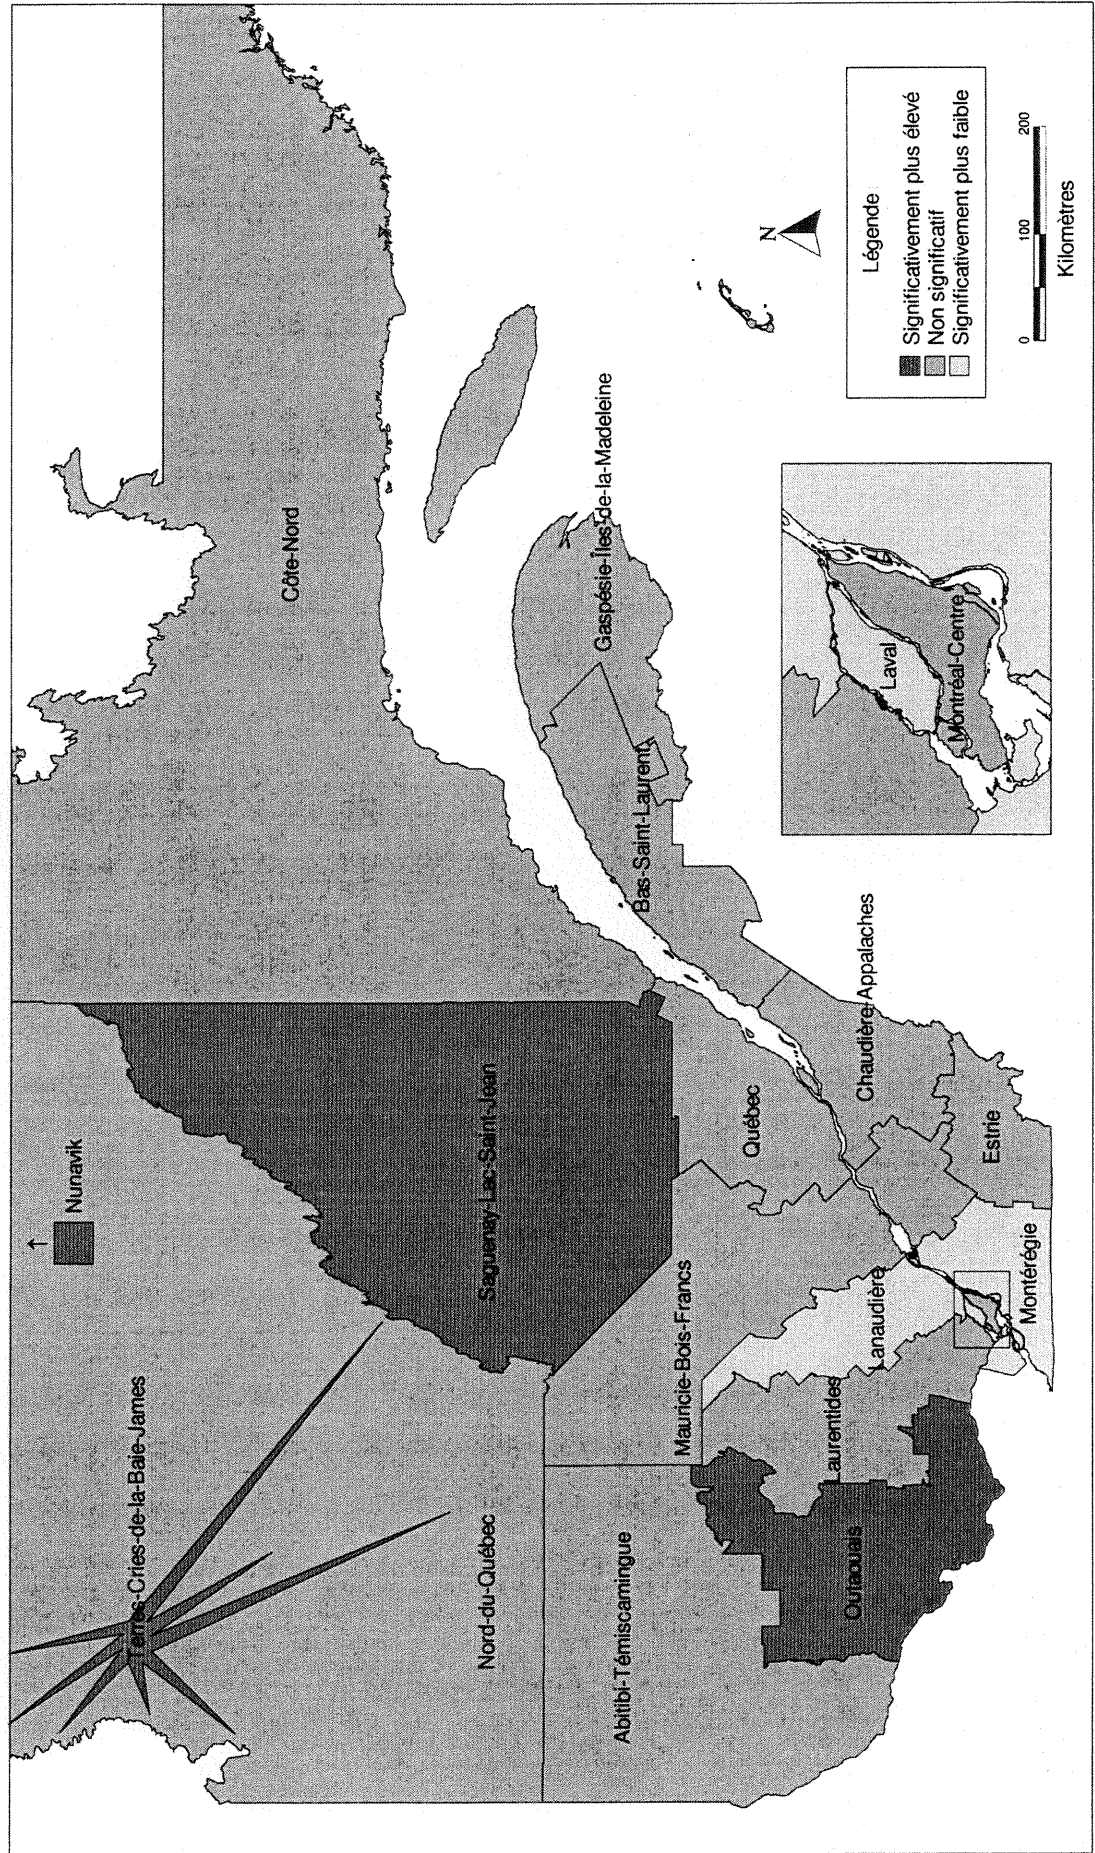 Terres-Cries-de-la-Baie-James
Nunavik
Côte-Nord
Nord-du-Québec
Saguenay-Lac-Saint-Jean
Abitibi-Témiscamingue
Mauricie-Bois-Francs
Québec
Bas-Saint-Laurent
Gaspésie-Îles-de-la-Madeleine
Outaouais
Laurentides
Lanaudière
Chaudière-Appalaches
Estrie
Montérégie
Laval
Montréal-Centre
N
Légende
Significativement plus élevé
Non significatif
Significativement plus faible
0 100 200
Kilomètres